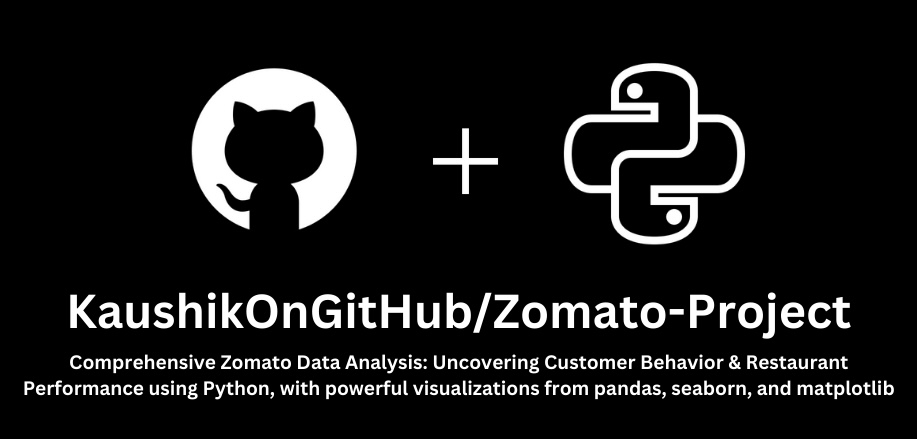 KaushikOnGitHub/Zomato-Project
Comprehensive Zomato Data Analysis: Uncovering Customer Behavior & Restaurant
Performance using Python, with powerful visualizations from pandas, seaborn, and matplotlib